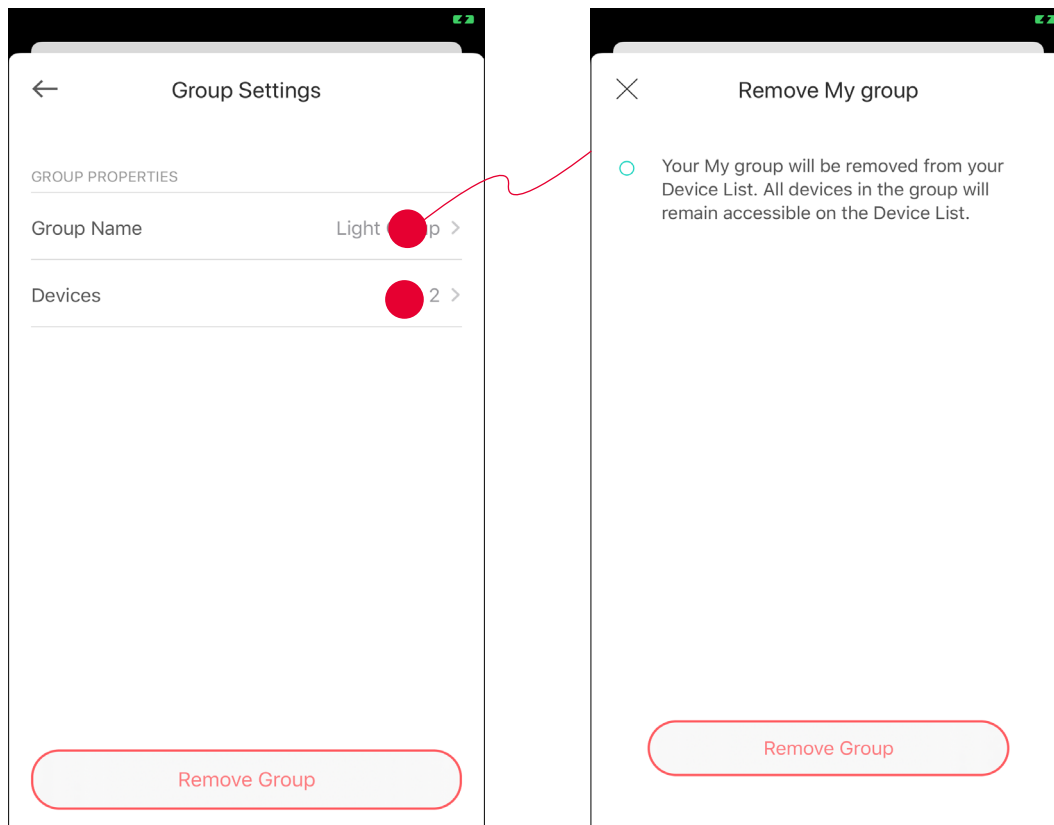 Group Settings
GROUP PROPERTIES
Group Name
Light
Devices
2
Remove Group
Remove My group
Your My group will be removed from your
Device List. All devices in the group will
remain accessible on the Device List.
Remove Group